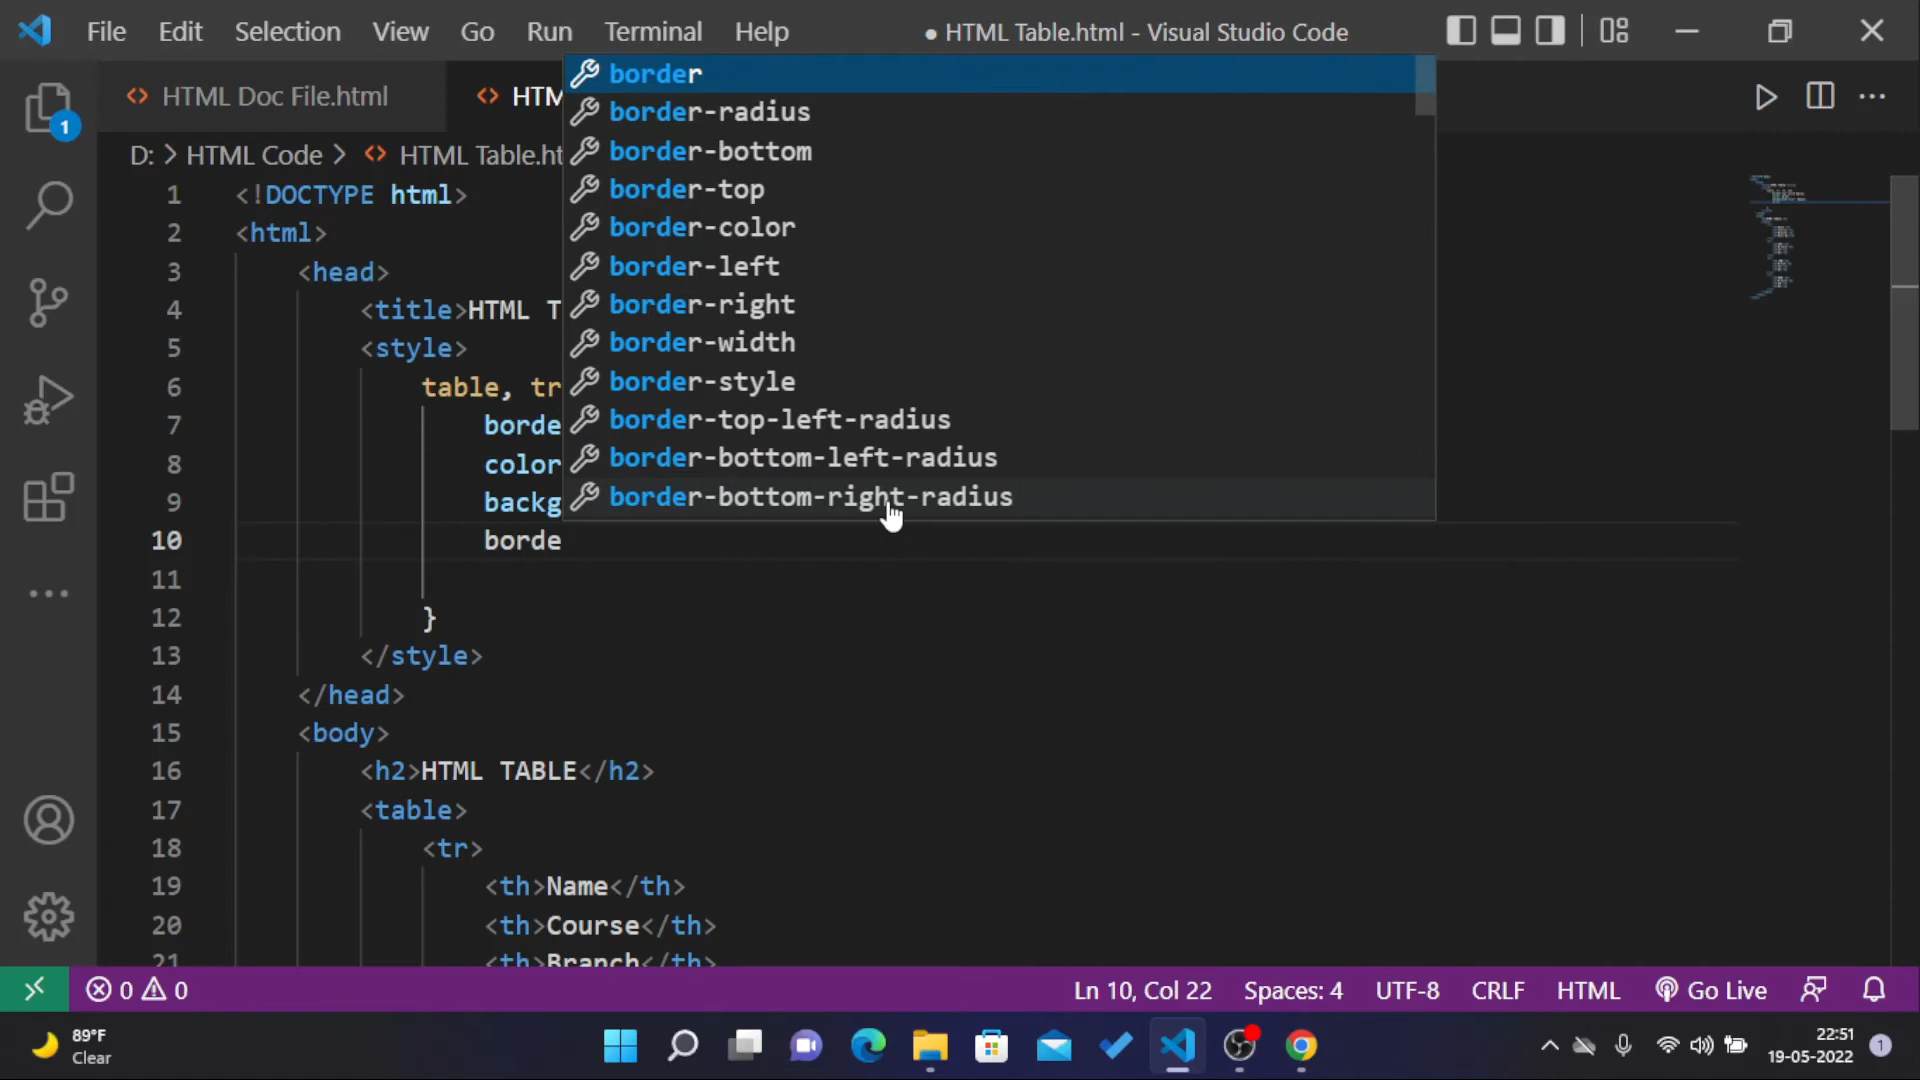 File Edit Selection View Go Run Terminal Help ● HTML Table.html - Visual Studio Code
HTML Doc File.html HTM
D: > HTML Code > HTML Table.ht
border
border-radius
border-bottom
border-top
border-color
border-left
border-right
border-width
border-style
border-top-left-radius
border-bottom-left-radius
border-bottom-right-radius
1 <!DOCTYPE html>
2 <html>
3 <head>
4 <title>HTML T
5 <style>
6 table, tr
7 borde
8 color
9 backg
10 borde
11
12 }
13 </style>
14 </head>
15 <body>
16 <h2>HTML TABLE</h2>
17 <table>
18 <tr>
19 <th>Name</th>
20 <th>Course</th>
21 <th>Branch</th>
1
0 0 Ln 10, Col 22 Spaces: 4 UTF-8 CRLF HTML Go Live
89°F
Clear
22:51
19-05-2022
1